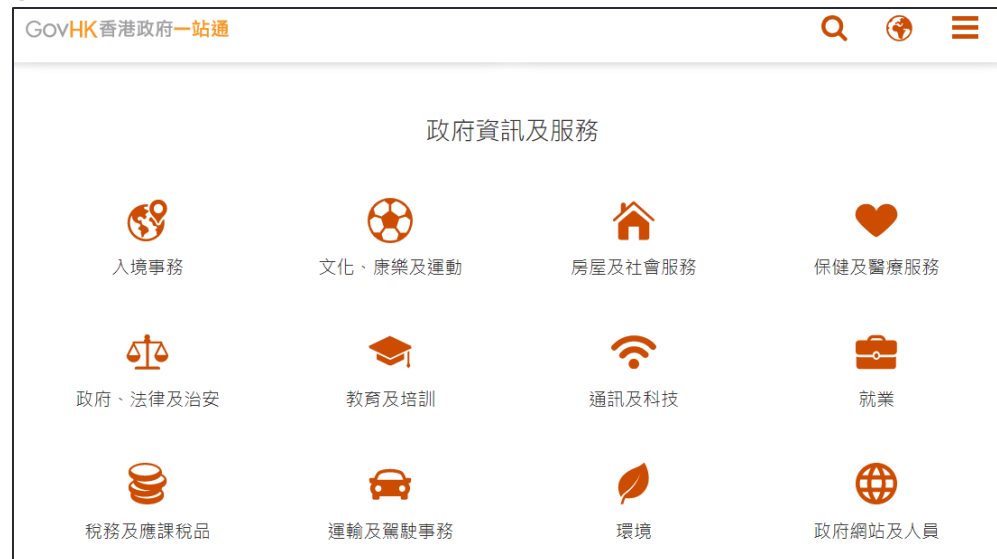 GovHK香港政府一站通
政府資訊及服務
入境事務
文化、康樂及運動
房屋及社會服務
保健及醫療服務
政府、法律及治安
教育及培訓
通訊及科技
就業
稅務及應課稅品
運輸及駕駛事務
環境
政府網站及人員